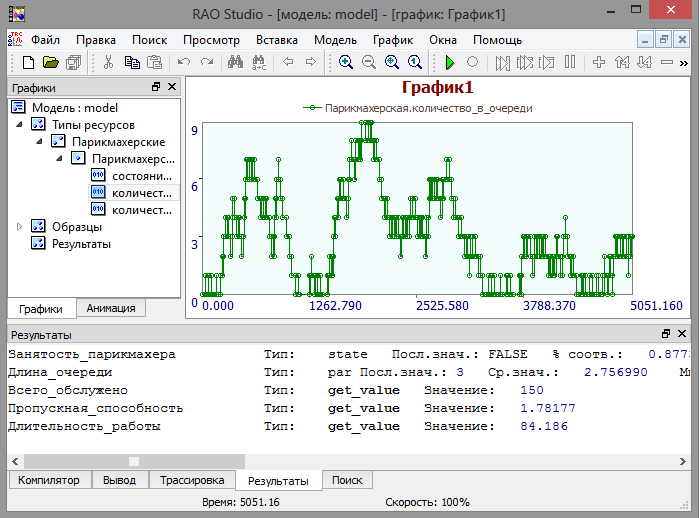 RAO Studio - [модель: model] - [график: График1]
Файл Правка Поиск Просмотр Вставка Модель График Окна Помощь
Графики
Модель : model
Типы ресурсов
Парикмахерские
Парикмахерс...
состояни...
количест...
количест...
Образцы
Результаты
Графики Анимация
График1
Парикмахерская.количество_в_очереди
9
6
3
0
0.000 1262.790 2525.580 3788.370 5051.160
Результаты
Занятость_парикмахера Тип: state Посл.знач.: FALSE % соотв.: 0.877
Длина_очереди Тип: par Посл.знач.: 3 Ср.знач.: 2.756990
Всего_обслужено Тип: get_value Значение: 150
Пропускная_способность Тип: get_value Значение: 1.78177
Длительность_работы Тип: get_value Значение: 84.186
Компилятор Вывод Трассировка Результаты Поиск
Время: 5051.16 Скорость: 100%